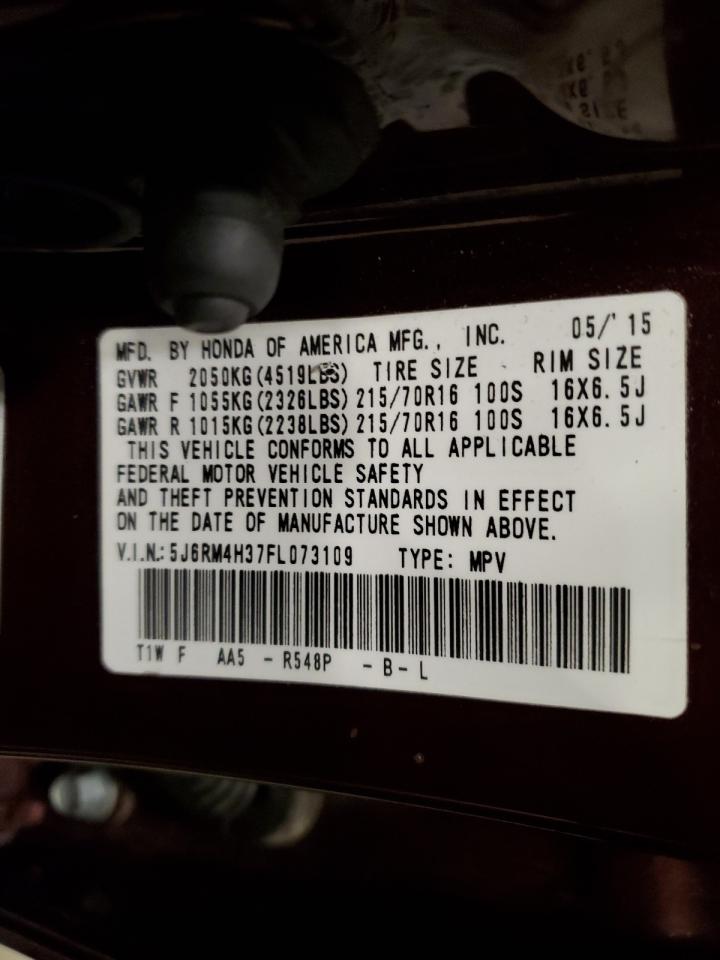 MFD. BY HONDA OF AMERICA MFG., INC. 05/'15
GVWR 2050KG(4519LBS) TIRE SIZE RIM SIZE
GAWR F 1055KG(2326LBS) 215/70R16 100S 16X6.5J
GAWR R 1015KG(2238LBS) 215/70R16 100S 16X6.5J
THIS VEHICLE CONFORMS TO ALL APPLICABLE
FEDERAL MOTOR VEHICLE SAFETY
AND THEFT PREVENTION STANDARDS IN EFFECT
ON THE DATE OF MANUFACTURE SHOWN ABOVE.
V.I.N.: 5J6RM4H37FL073109 TYPE: MPV
T1W F AA5 - R548P - B - L